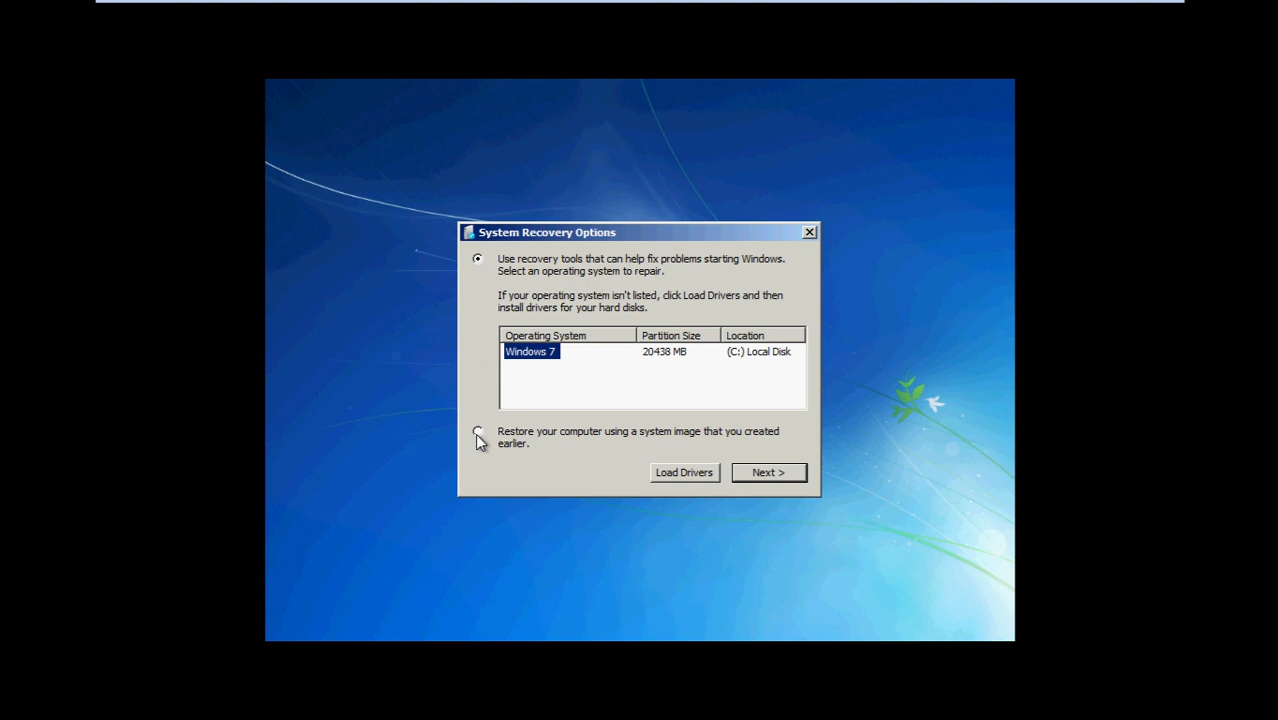 System Recovery Options
Use recovery tools that can help fix problems starting Windows.
Select an operating system to repair.
If your operating system isn't listed, click Load Drivers and then
install drivers for your hard disks.
Operating System Partition Size Location
Windows 7 20438 MB (C:) Local Disk
Restore your computer using a system image that you created
earlier.
Load Drivers Next >